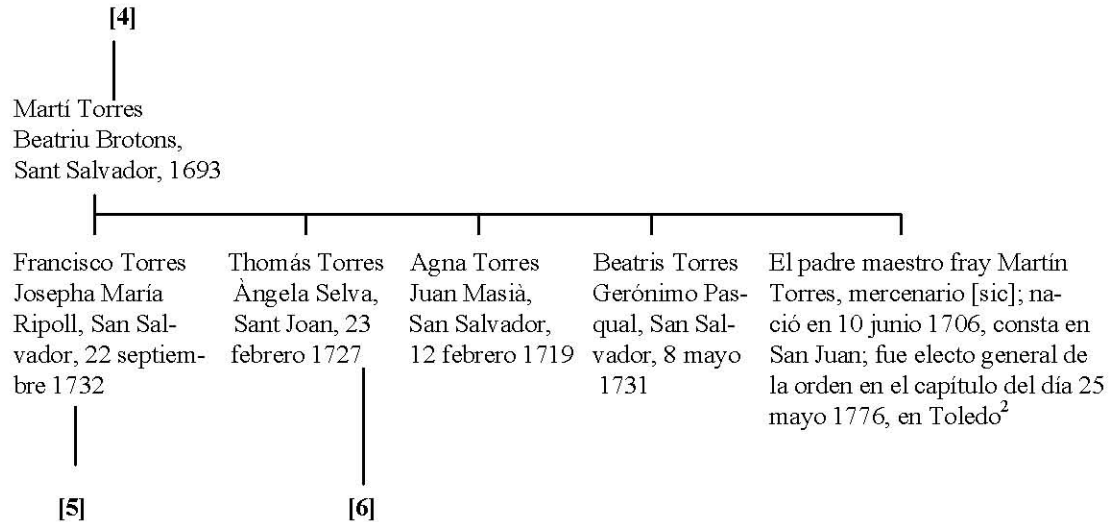 [4]
Martí Torres
Beatriu Brotons,
Sant Salvador, 1693
Francisco Torres
Josepha María
Ripoll, San Sal-
vador, 22 septiem-
bre 1732
Thomás Torres
Àngela Selva,
Sant Joan, 23
febrero 1727
Agna Torres
Juan Masià,
San Salvador,
12 febrero 1719
Beatris Torres
Gerónimo Pas-
qual, San Sal-
vador, 8 mayo
1731
El padre maestro fray Martín
Torres, mercenario [sic]; na-
ció en 10 junio 1706, consta en
San Juan; fue electo general de
la orden en el capítulo del día 25
mayo 1776, en Toledo²
[5]
[6]